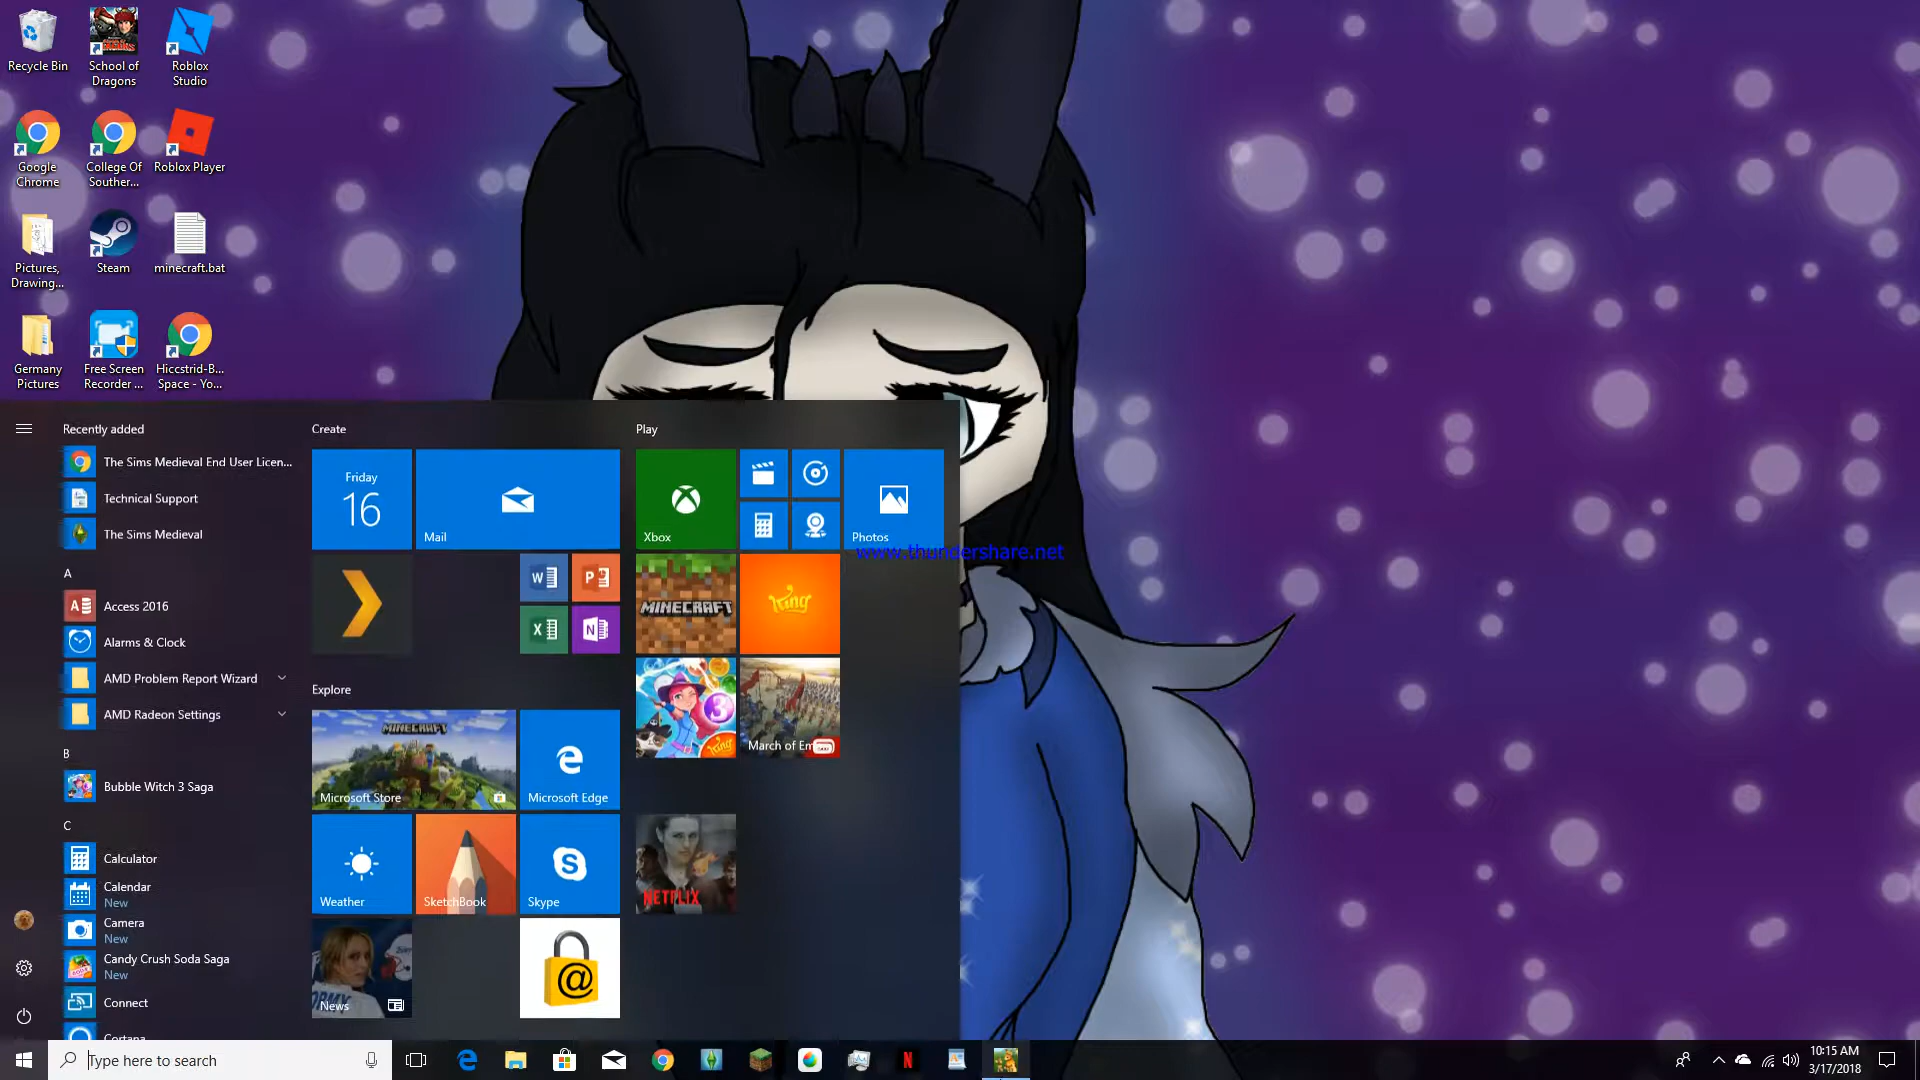 Recycle Bin
School of
Dragons
Roblox
Studio
Google
Chrome
College Of
Souther...
Roblox Player
Pictures,
Drawing...
Steam
minecraft.bat
Germany
Pictures
Free Screen
Recorder ...
Hiccstrid-B...
Space - Yo...
Recently added
The Sims Medieval End User Licen...
Technical Support
The Sims Medieval
A
Access 2016
Alarms & Clock
AMD Problem Report Wizard
AMD Radeon Settings
B
Bubble Witch 3 Saga
C
Calculator
Calendar
New
Camera
New
Candy Crush Soda Saga
New
Connect
Cortana
Create
Friday
16
Mail
Explore
MINECRAFT
Microsoft Store
Microsoft Edge
Weather
SketchBook
Skype
News
Play
Xbox
Photos
www.thundershare.net
MINECRAFT
King
3
King
March of Em
NETFLIX
Type here to search
10:15 AM
3/17/2018